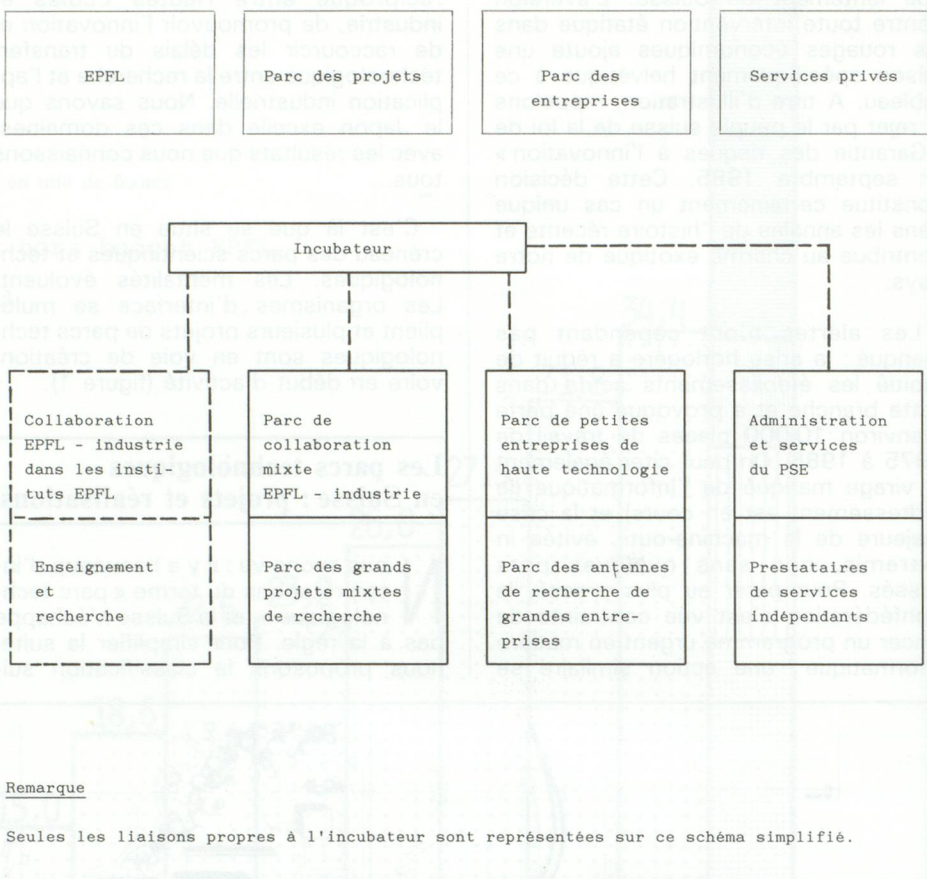 EPFL
Parc des projets
Parc des
entreprises
Services privés
Incubateur
Collaboration
EPFL - industrie
dans les insti-
tuts EPFL
Parc de
collaboration
mixte
EPFL - industrie
Parc de petites
entreprises de
haute technologie
Administration
et services
du PSE
Enseignement
et
recherche
Parc des grands
projets mixtes
de recherche
Parc des antennes
de recherche de
grandes entre-
prises
Prestataires
de services
indépendants
Remarque
Seules les liaisons propres à l'incubateur sont représentées sur ce schéma simplifié.